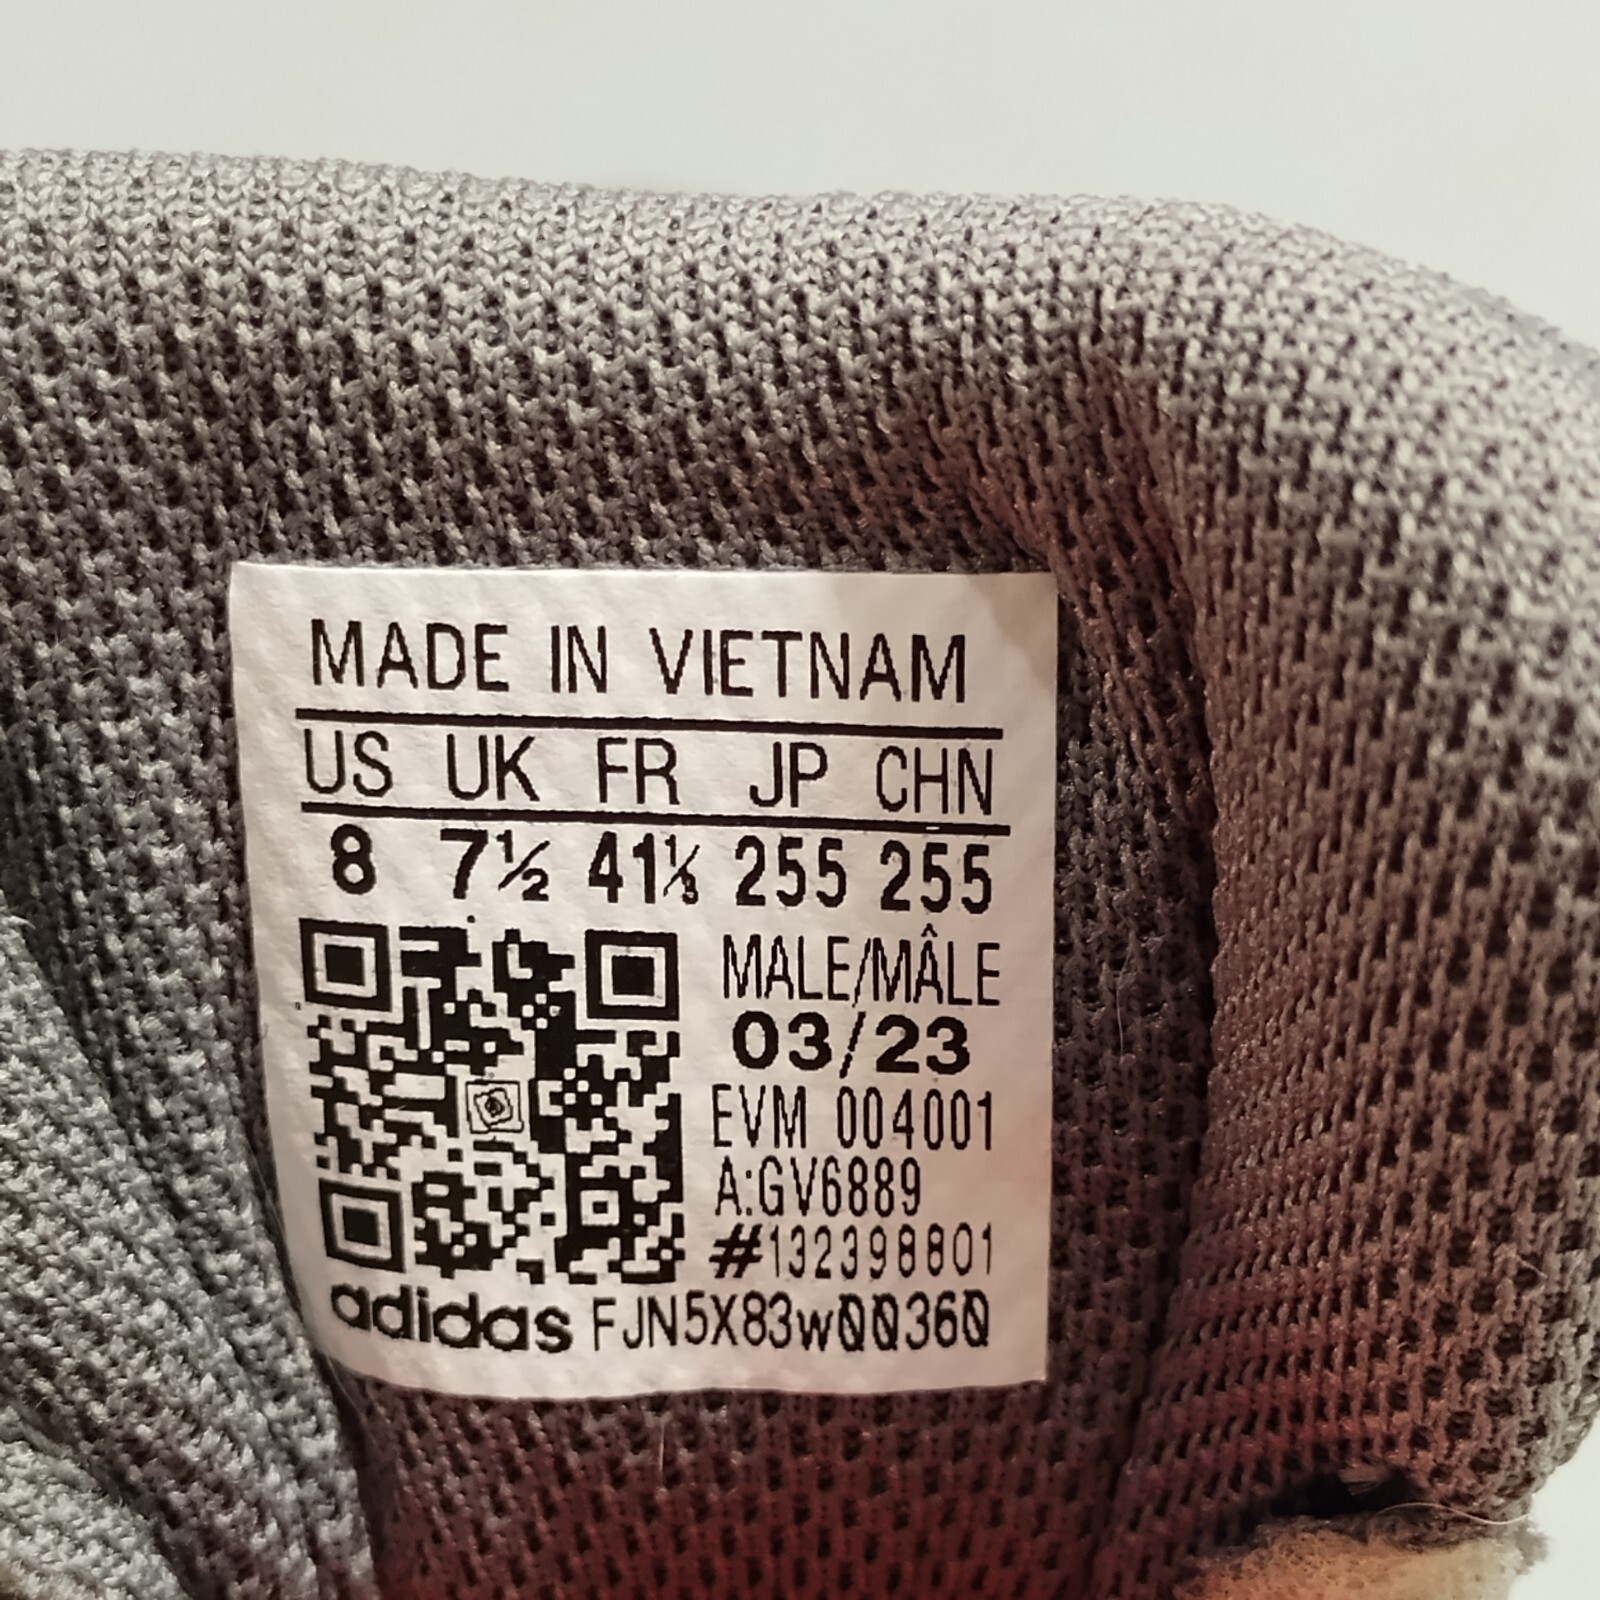 MADE IN VIETNAM
US UK FR JP CHN
8 7½ 41⅓ 255 255
MALE/MÂLE
03/23
EVM 004001
A:GV6889
#132398801
adidas FJN5X83w00360